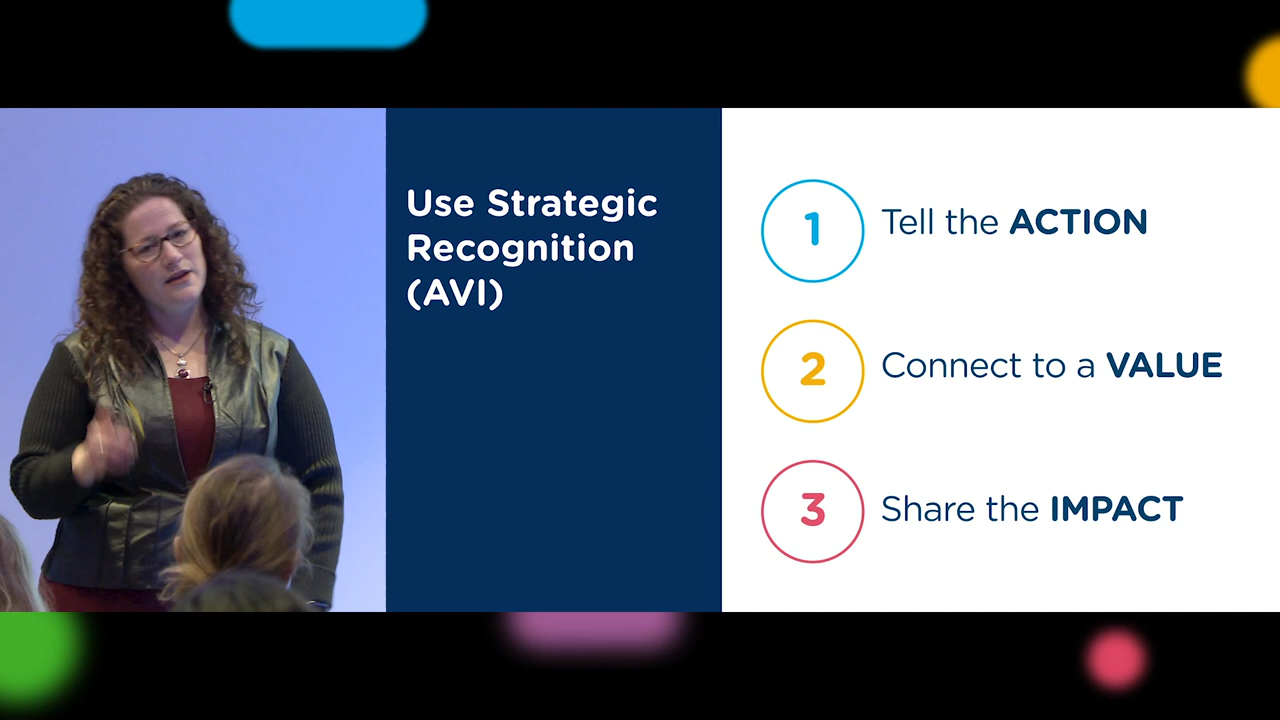 Use Strategic
Recognition
(AVI)
1 Tell the ACTION
2 Connect to a VALUE
3 Share the IMPACT